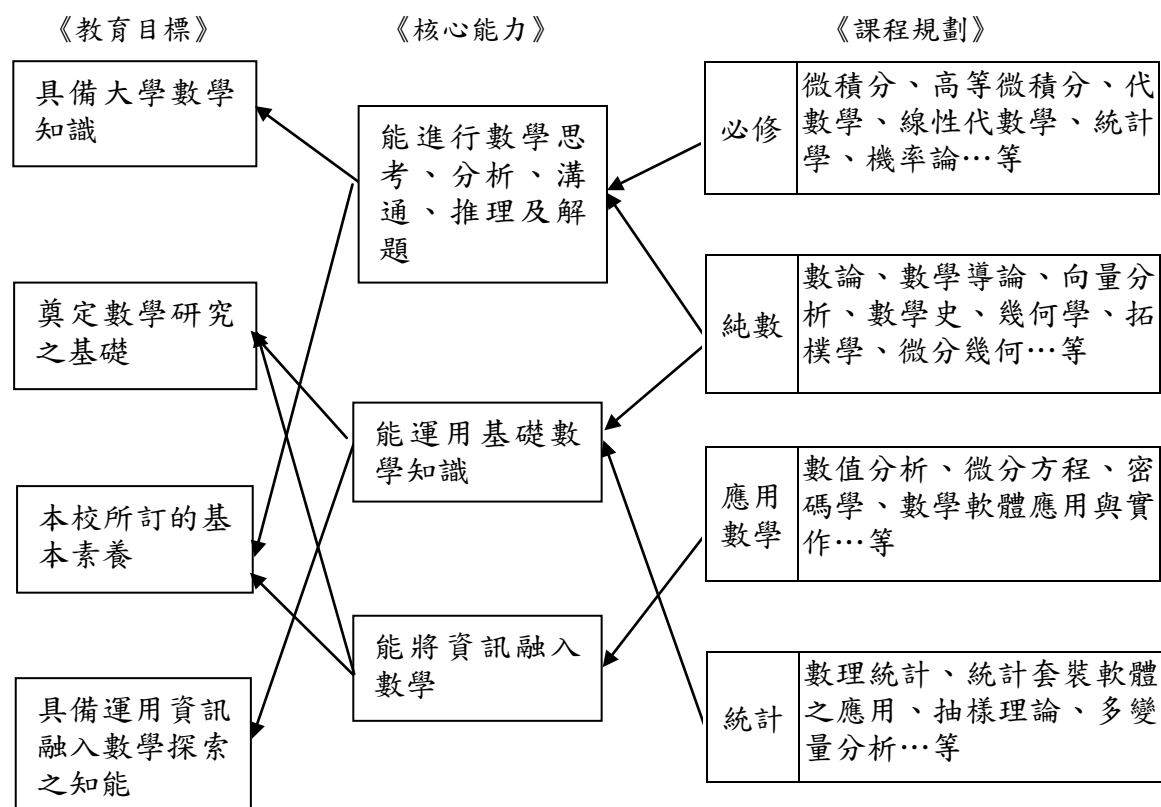 《教育目標》
《核心能力》
《課程規劃》
具備大學數學
知識
奠定數學研究
之基礎
本校所訂的基
本素養
具備運用資訊
融入數學探索
之知能
能進行數學思
考、分析、溝
通、推理及解
題
能運用基礎數
學知識
能將資訊融入
數學
必修
微積分、高等微積分、代
數學、線性代數學、統計
學、機率論…等
純數
數論、數學導論、向量分
析、數學史、幾何學、拓
樸學、微分幾何…等
應用
數學
數值分析、微分方程、密
碼學、數學軟體應用與實
作…等
統計
數理統計、統計套裝軟體
之應用、抽樣理論、多變
量分析…等